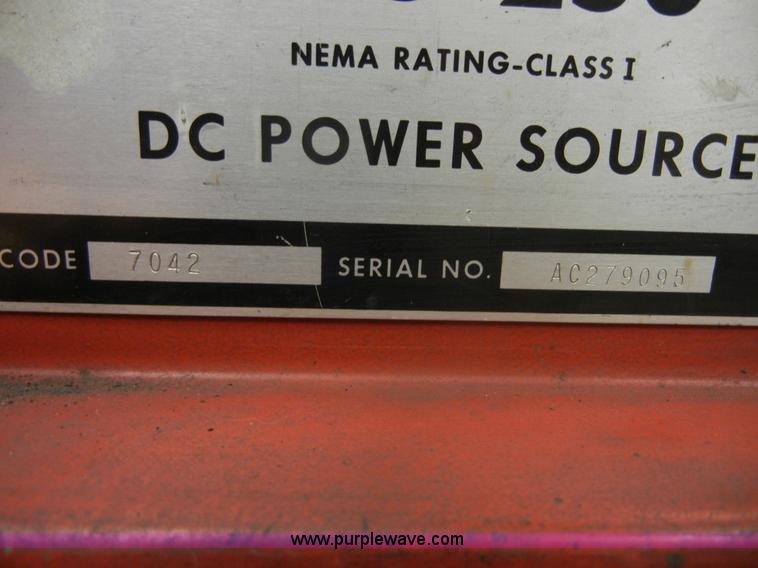 NEMA RATING-CLASS I
DC POWER SOURCE
CODE 7042 SERIAL NO. AC279095
www.purplewave.com